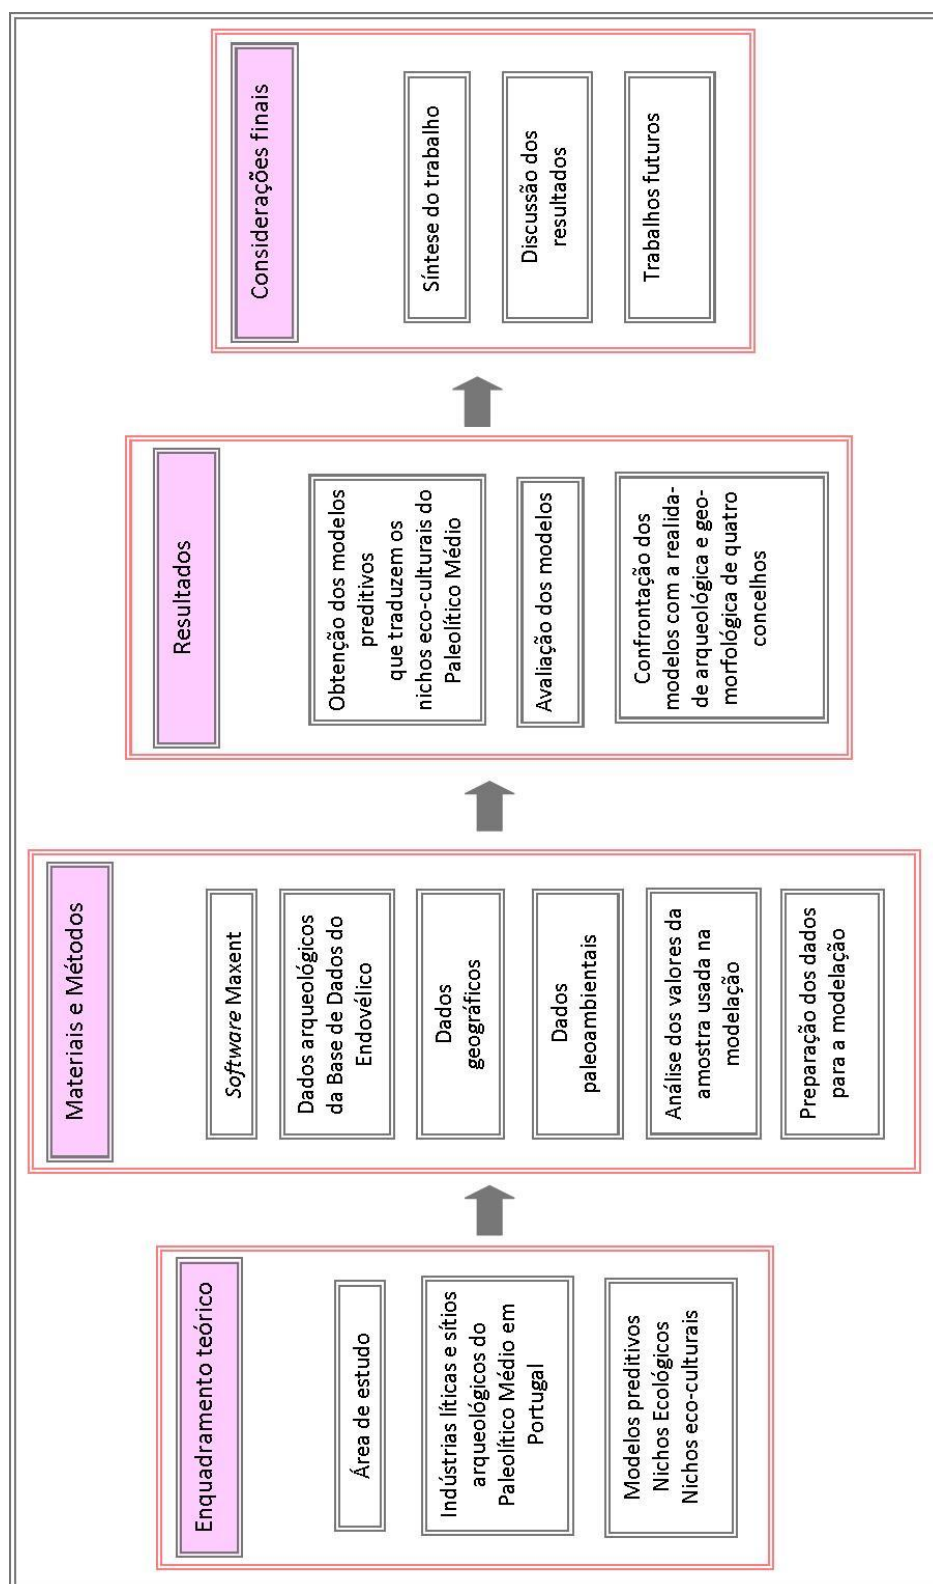 Enquadramento teórico
Área de estudo
Indústrias líticas e sítios
arqueológicos do
Paleolítico Médio em
Portugal
Modelos preditivos
Nichos Ecológicos
Nichos eco-culturais
Materiais e Métodos
Software Maxent
Dados arqueológicos
da Base de Dados do
Endovélico
Dados
geográficos
Dados
paleoambientais
Análise dos valores da
amostra usada na
modelação
Preparação dos dados
para a modelação
Resultados
Obtenção dos modelos
preditivos
que traduzem os
nichos eco-culturais do
Paleolítico Médio
Avaliação dos modelos
Confrontação dos
modelos com a realida-
de arqueológica e geo-
morfológica de quatro
concelhos
Considerações finais
Síntese do trabalho
Discussão dos
resultados
Trabalhos futuros